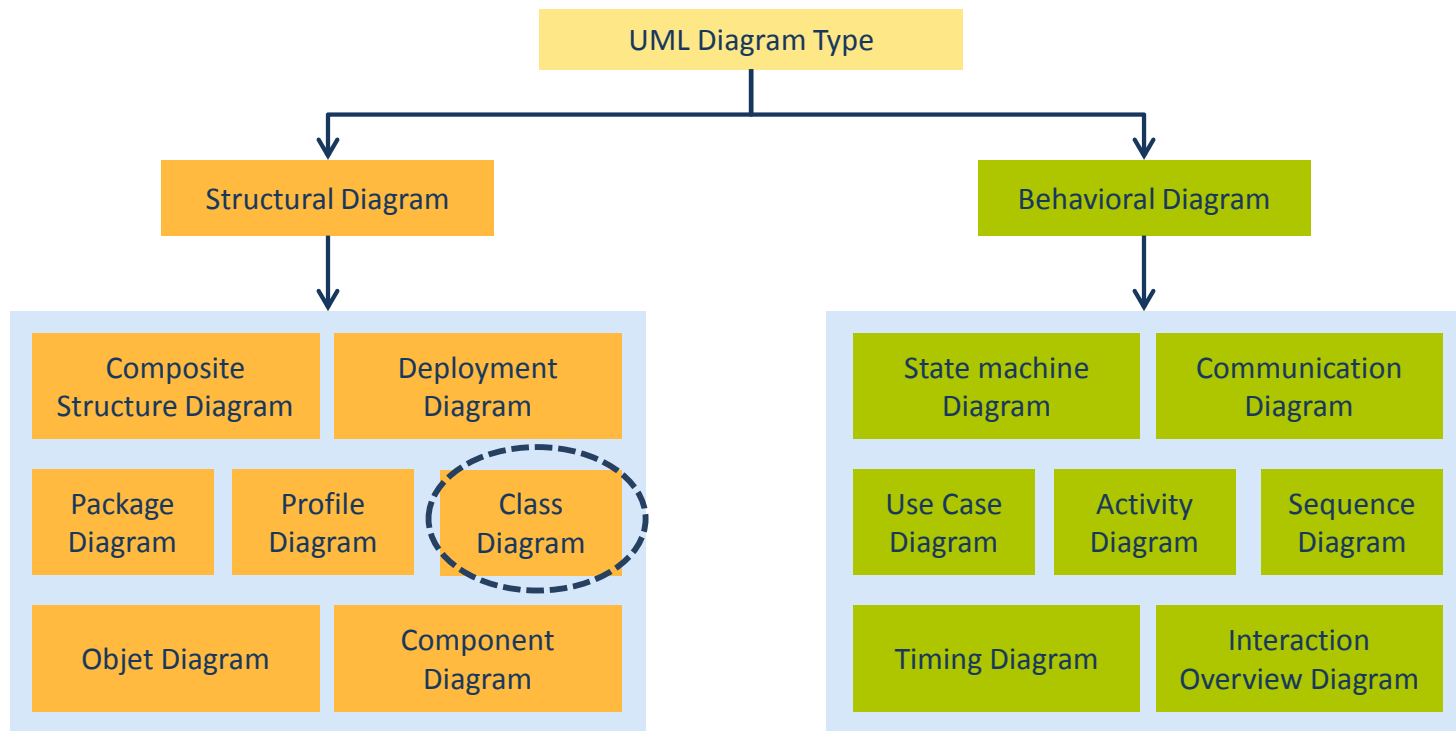 UML Diagram Type
Structural Diagram
Behavioral Diagram
Composite
Structure Diagram
Deployment
Diagram
Package
Diagram
Profile
Diagram
Class
Diagram
Objet Diagram
Component
Diagram
State machine
Diagram
Communication
Diagram
Use Case
Diagram
Activity
Diagram
Sequence
Diagram
Timing Diagram
Interaction
Overview Diagram